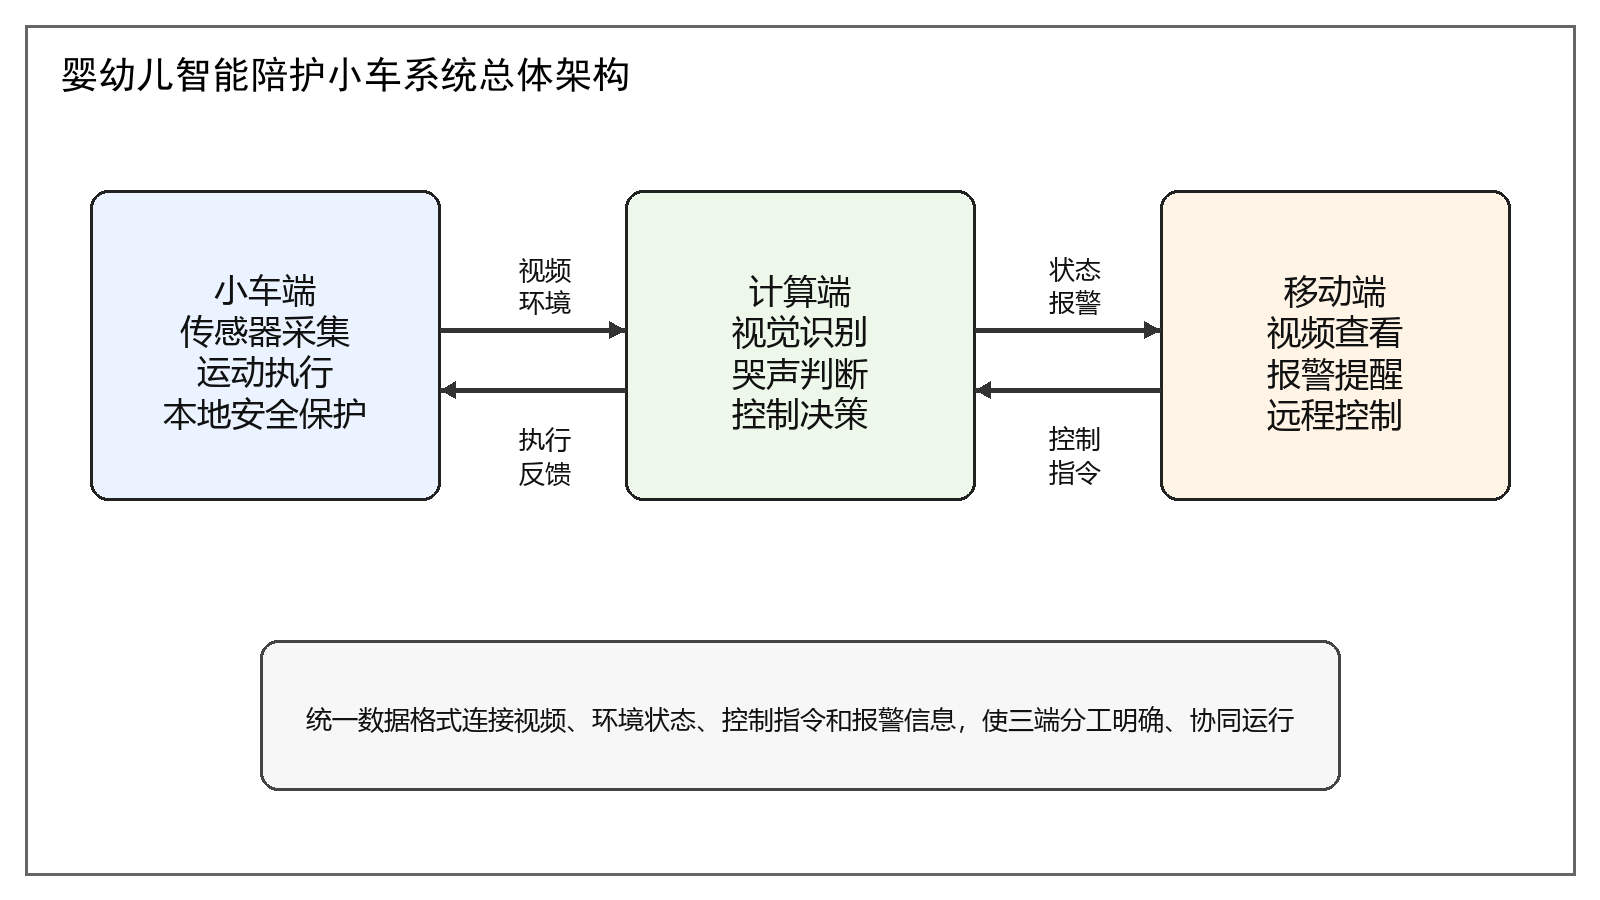 婴幼儿智能陪护小车系统总体架构
小车端
传感器采集
运动执行
本地安全保护
视频
环境
执行
反馈
计算端
视觉识别
哭声判断
控制决策
状态
报警
控制
指令
移动端
视频查看
报警提醒
远程控制
统一数据格式连接视频、环境状态、控制指令和报警信息，使三端分工明确、协同运行